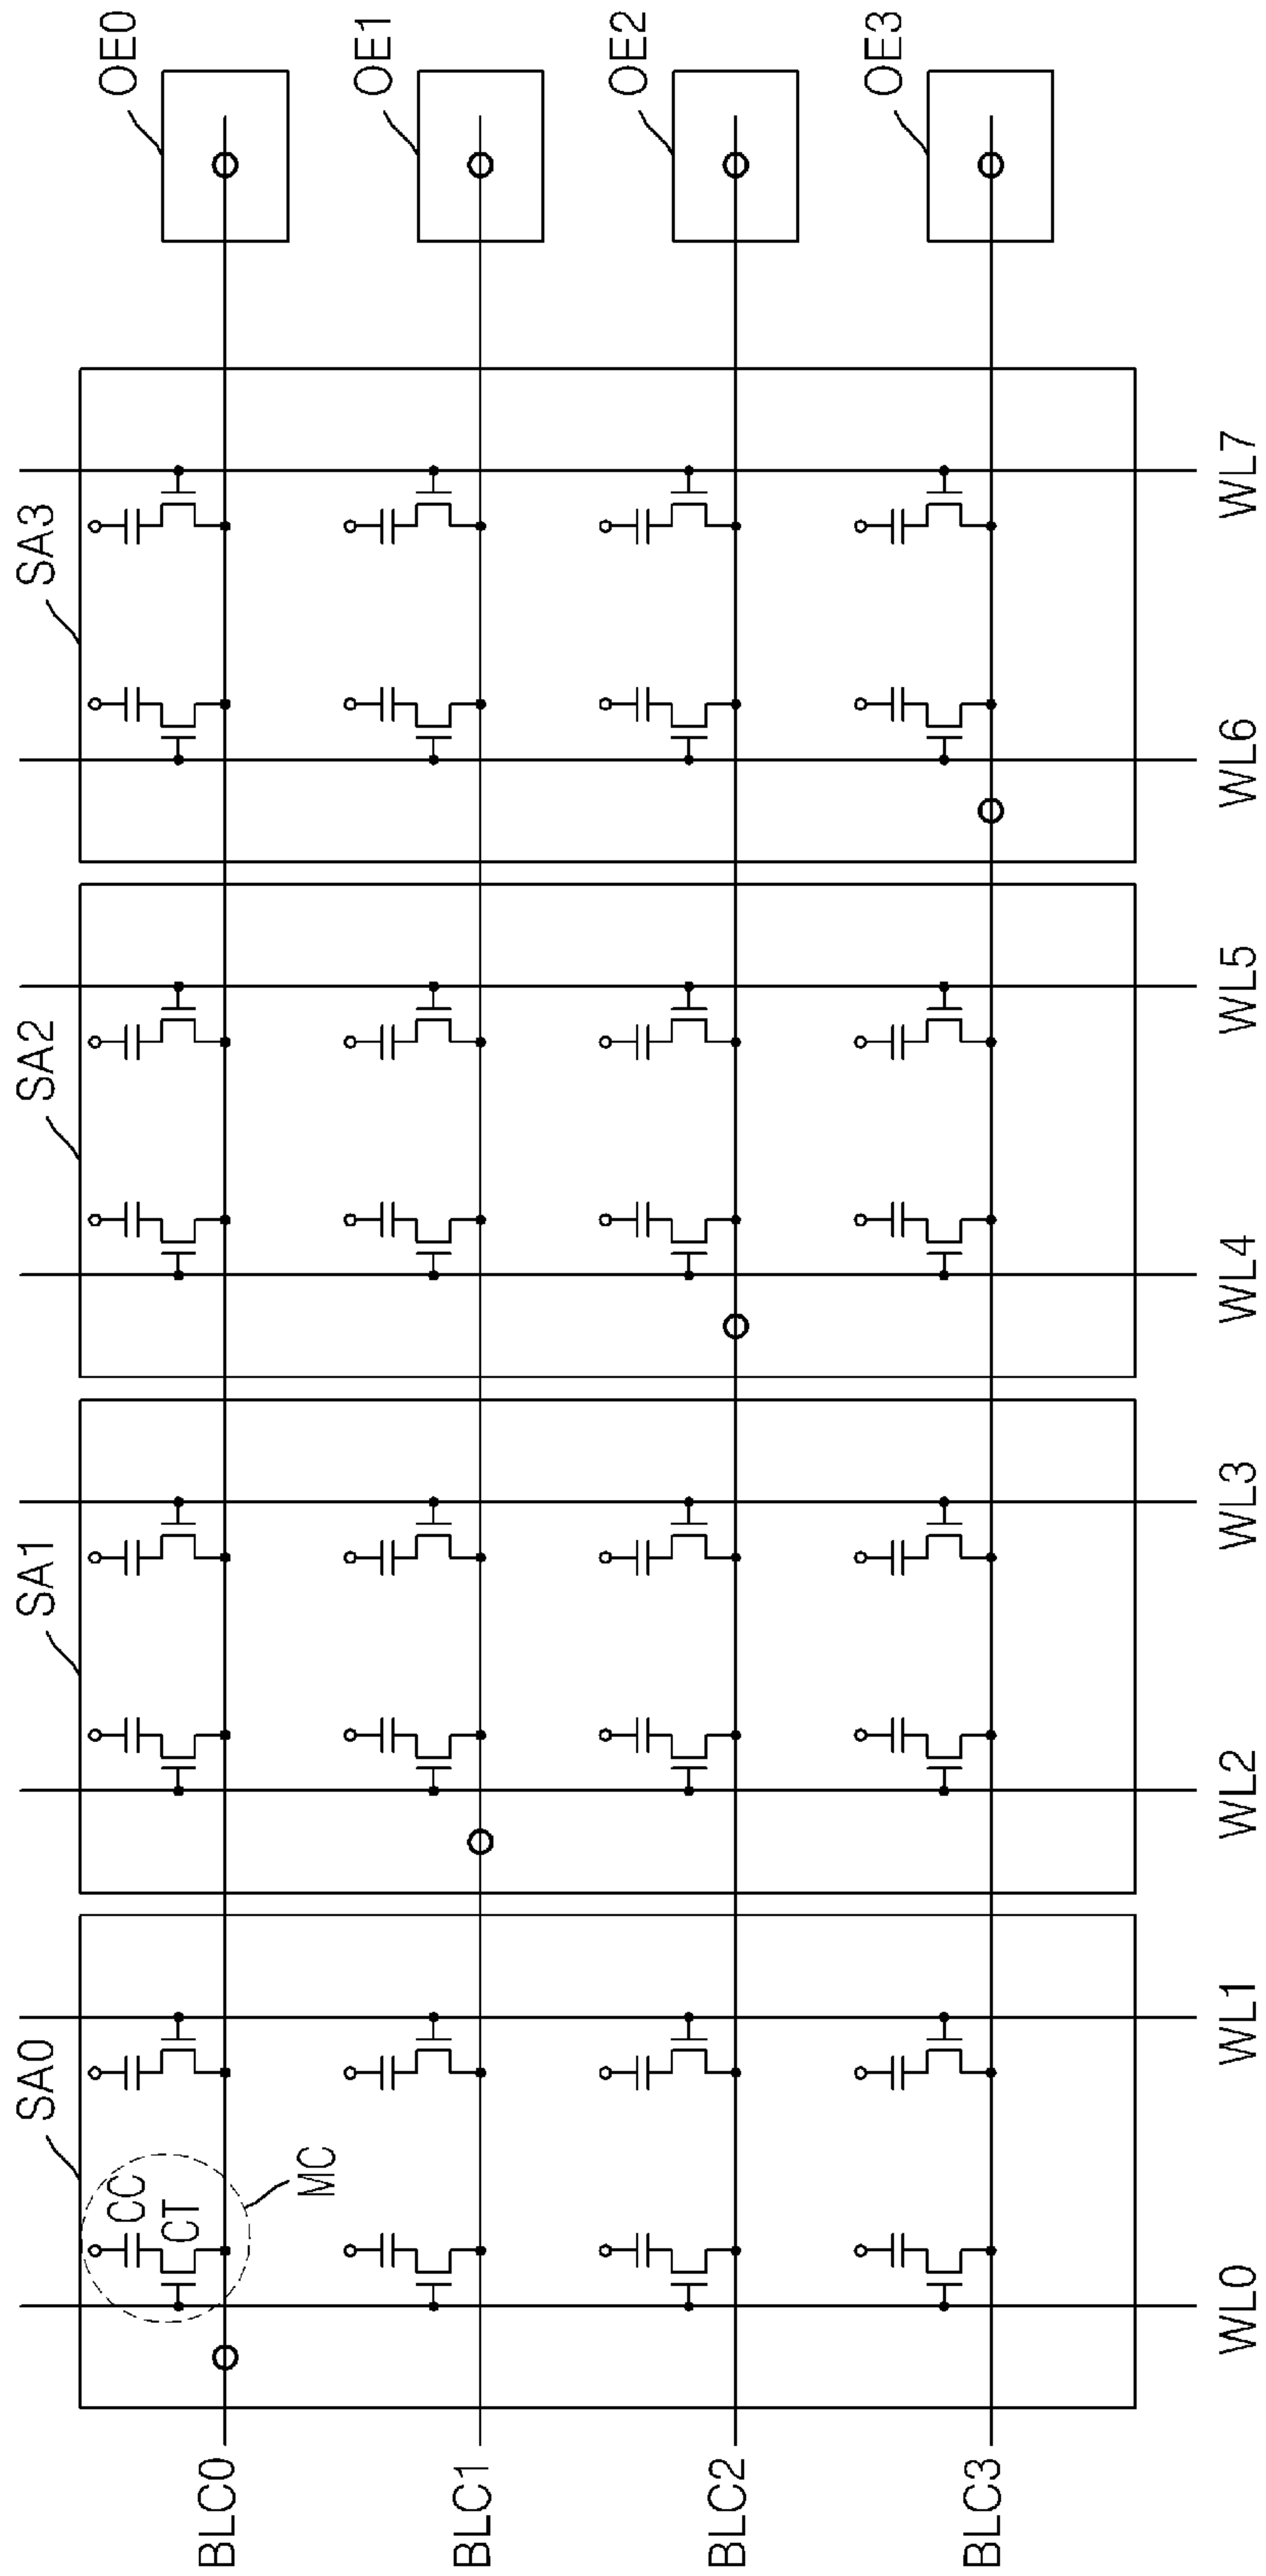 OE0
OE1
OE2
OE3
SA3
WL7
WL6
SA2
WL5
WL4
SA1
WL3
WL2
SA0
CC
CT
MC
WL1
WL0
BLC0
BLC1
BLC2
BLC3